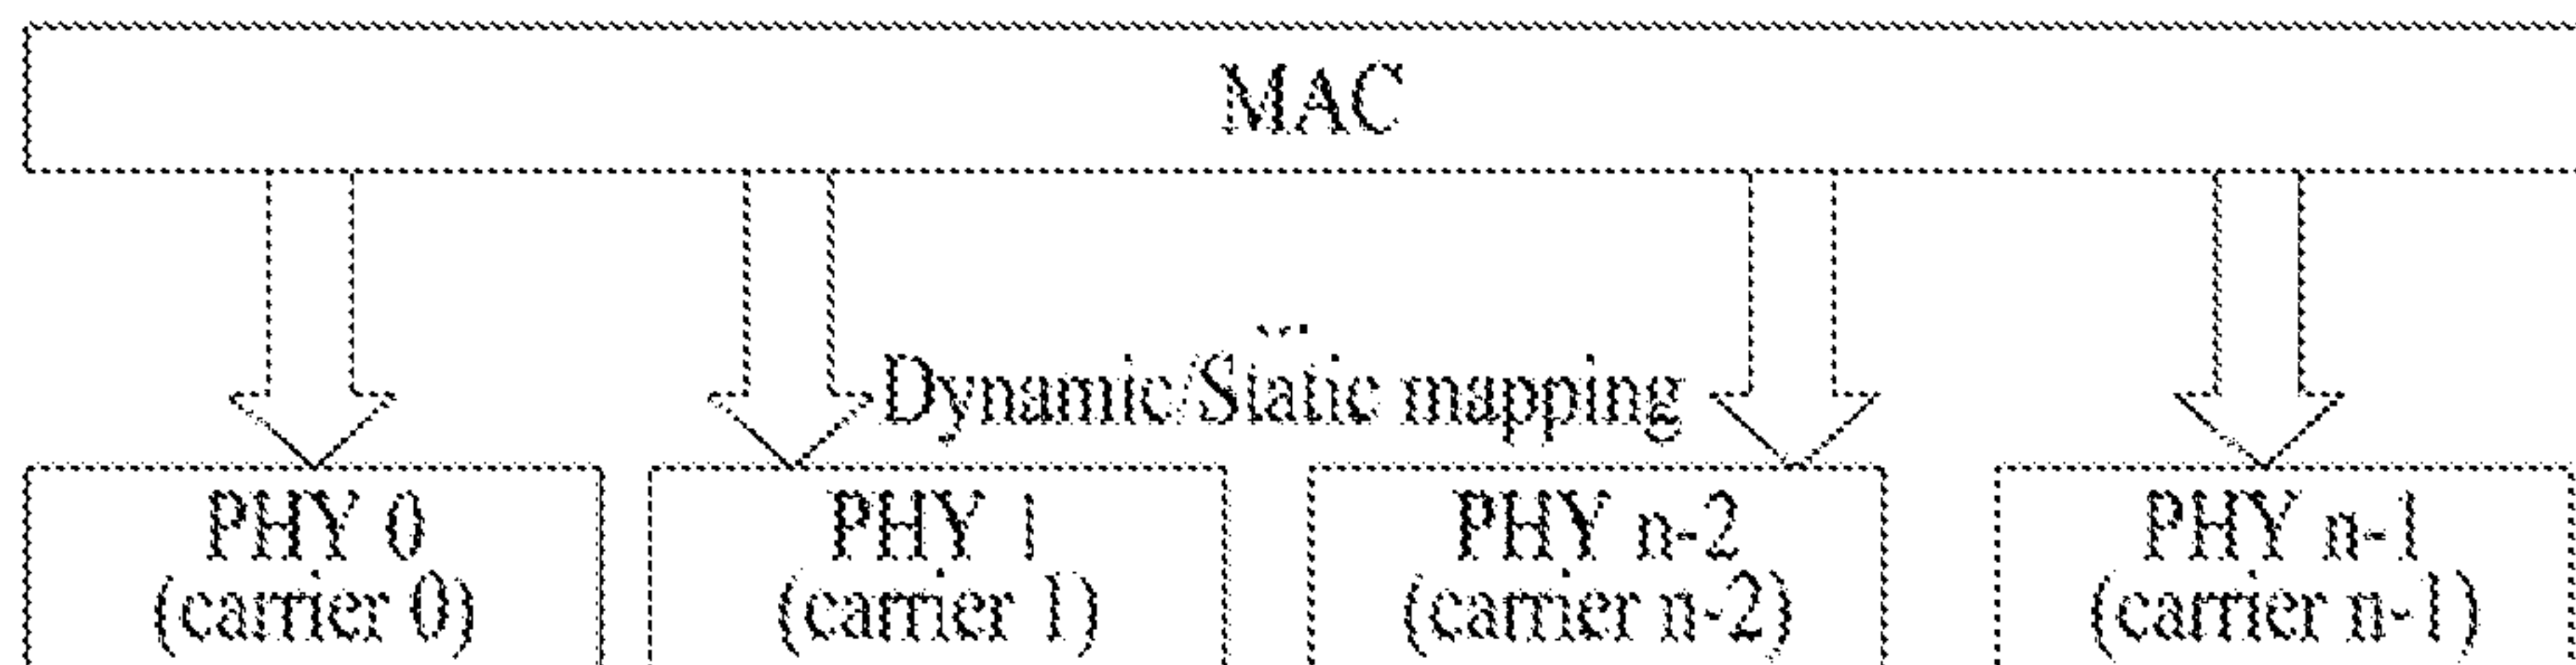 MAC
...
Dynamic/Static mapping
PHY 0
(carrier 0)
PHY 1
(carrier 1)
PHY n-2
(carrier n-2)
PHY n-1
(carrier n-1)